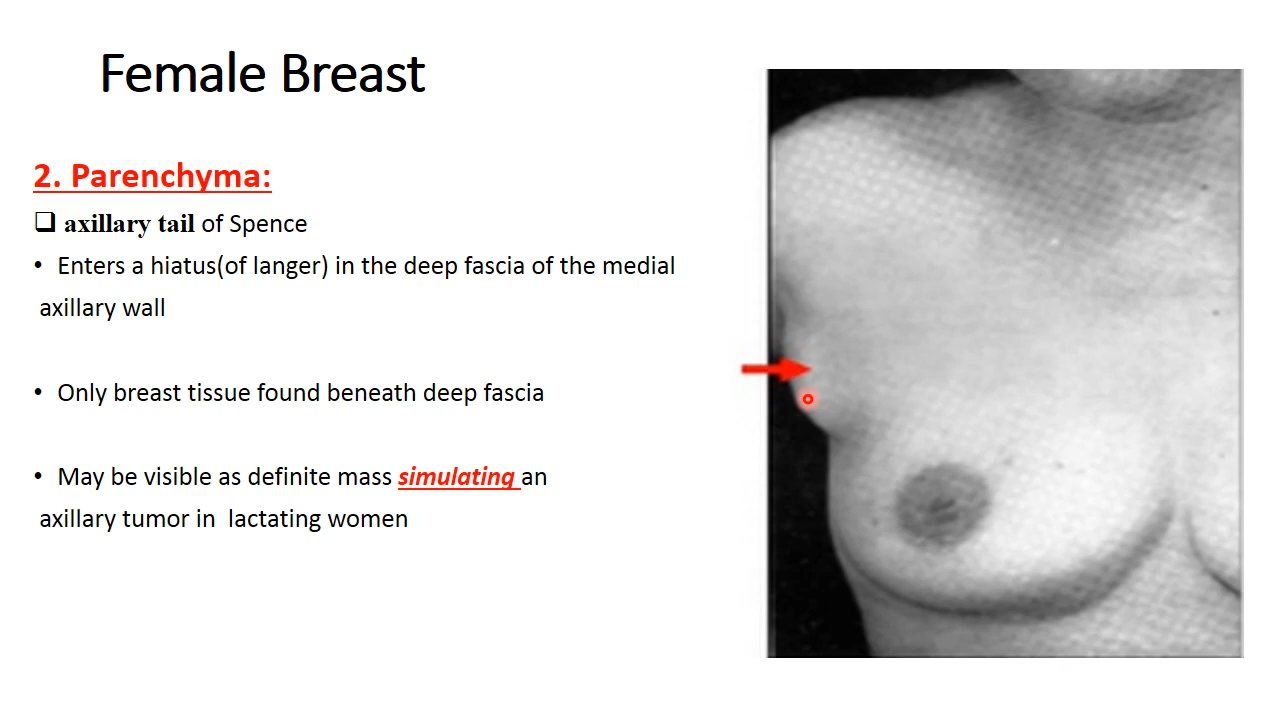 Female Breast
2. Parenchyma:
❑ axillary tail of Spence
• Enters a hiatus(of langer) in the deep fascia of the medial
axillary wall
• Only breast tissue found beneath deep fascia
• May be visible as definite mass simulating an
axillary tumor in lactating women